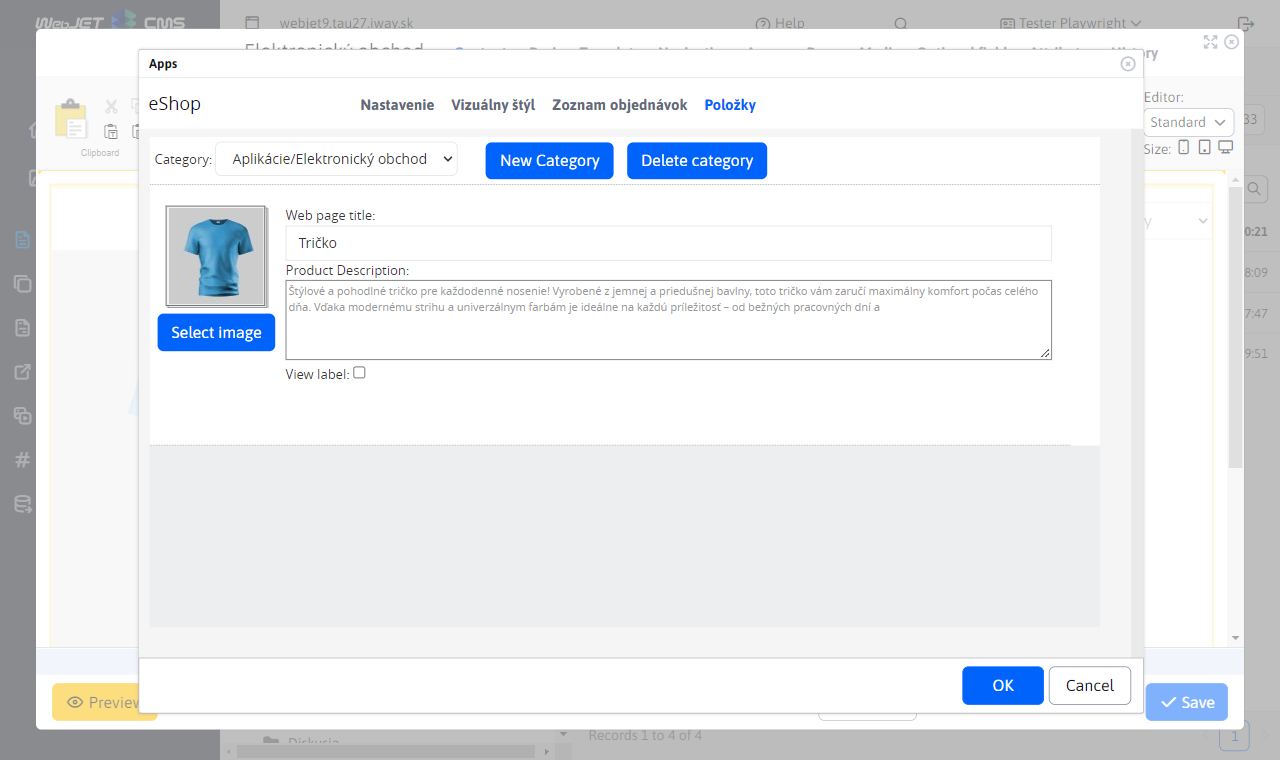 WebJET CMS
webjet9.tau27.iway.sk
Help
Tester Playwright
Apps
eShop
Nastavenie
Vizuálny štýl
Zoznam objednávok
Položky
Editor:
Standard
33
Clipboard
Size:
Category:
Aplikácie/Elektronický obchod
New Category
Delete category
Web page title:
Tričko
0:21
Product Description:
8:09
Štýlové a pohodlné tričko pre každodenné nosenie! Vyrobené z jemnej a priedušnej bavlny, toto tričko vám zaručí maximálny komfort počas celého
dňa. Vďaka modernému strihu a univerzálnym farbám je ideálne na každú príležitosť – od bežných pracovných dní a
7:47
Select image
9:51
View label:
OK
Cancel
Preview
Save
Records 1 to 4 of 4
1